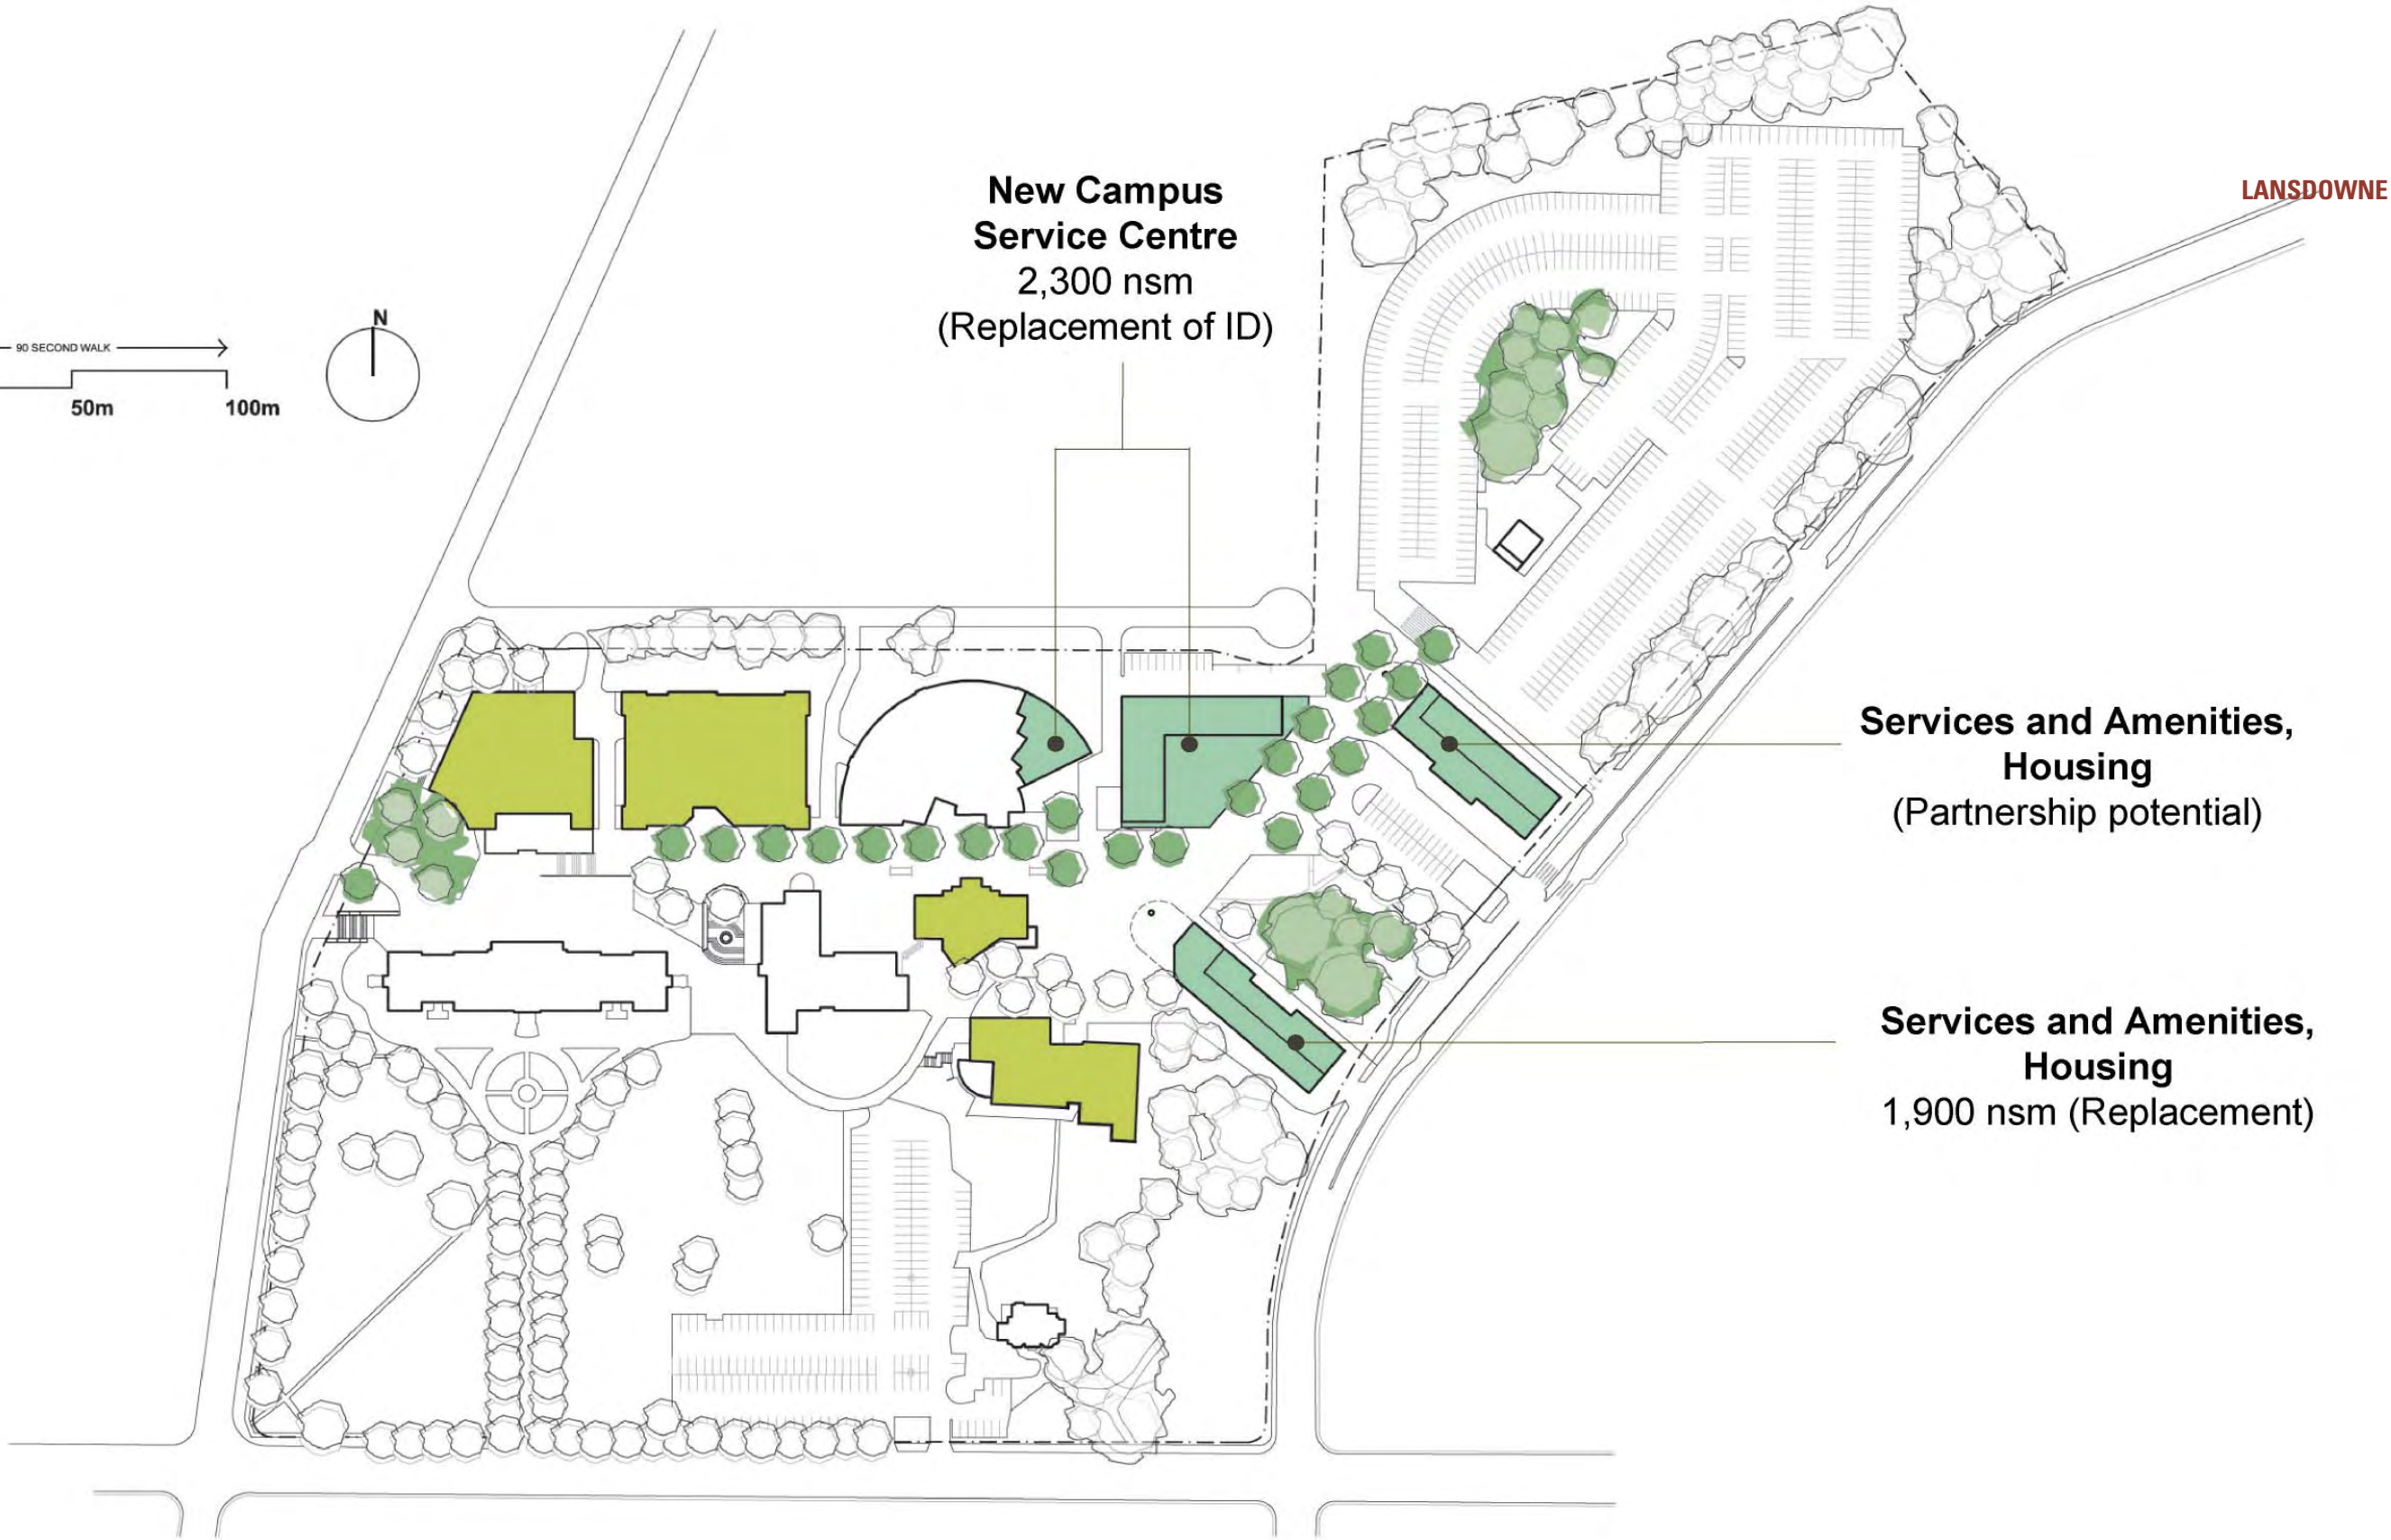 LANSDOWNE
New Campus
Service Centre
2,300 nsm
(Replacement of ID)
N
90 SECOND WALK
50m
100m
Services and Amenities,
Housing
(Partnership potential)
Services and Amenities,
Housing
1,900 nsm (Replacement)